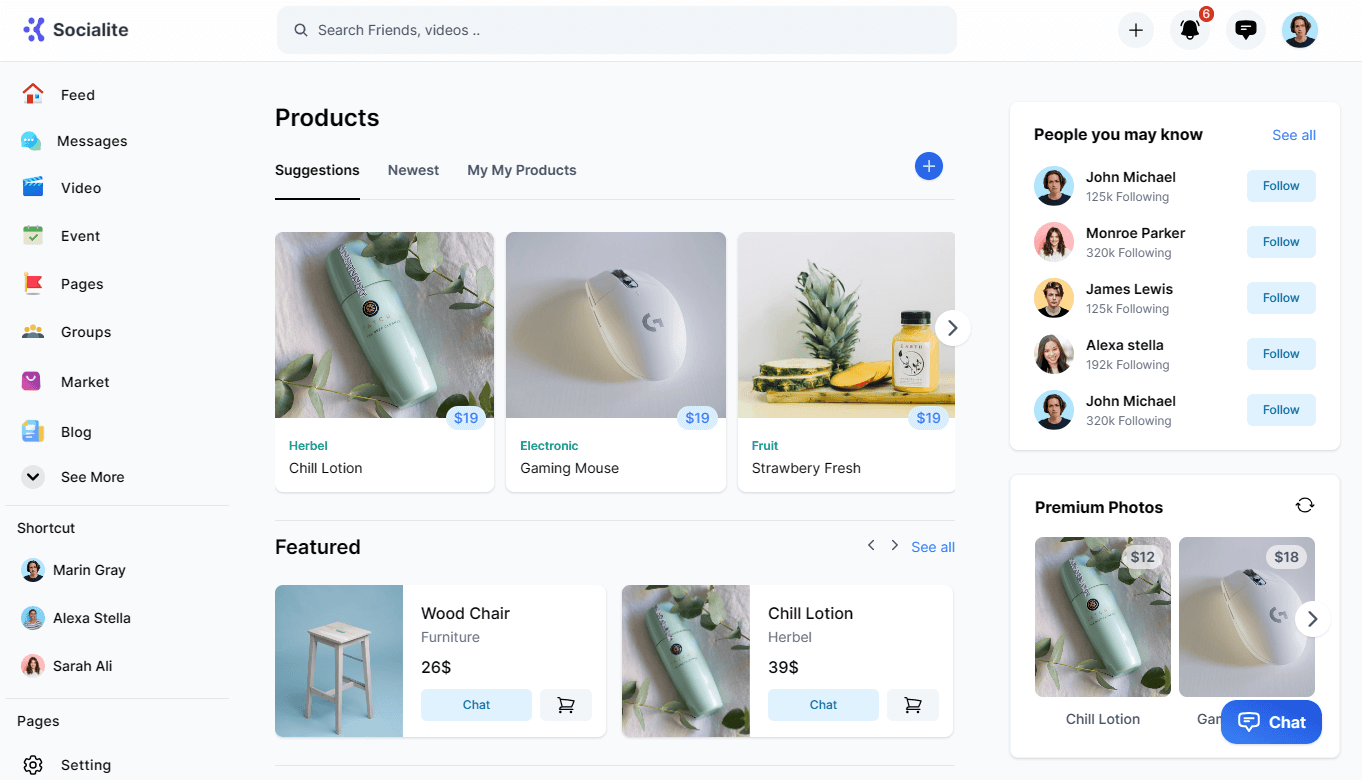 Socialite
Search Friends, videos ..
6
Feed
Messages
Video
Event
Pages
Groups
Market
Blog
See More
Shortcut
Marin Gray
Alexa Stella
Sarah Ali
Pages
Setting
Products
Suggestions
Newest
My My Products
$19
Herbel
Chill Lotion
$19
Electronic
Gaming Mouse
EARTH
$19
Fruit
Strawbery Fresh
Featured
See all
Wood Chair
Furniture
26$
Chat
Chill Lotion
Herbel
39$
Chat
People you may know
See all
John Michael
125k Following
Follow
Monroe Parker
320k Following
Follow
James Lewis
125k Following
Follow
Alexa stella
192k Following
Follow
John Michael
320k Following
Follow
Premium Photos
$12
Chill Lotion
$18
Chat